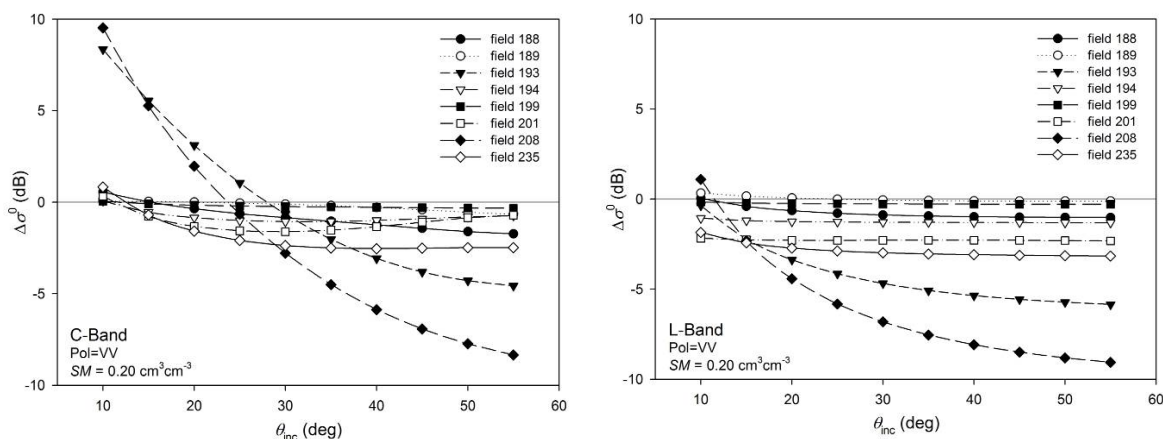 10
5
0
-5
-10
Δσ⁰ (dB)
field 188
field 189
field 193
field 194
field 199
field 201
field 208
field 235
C-Band
Pol=VV
SM = 0.20 cm³cm⁻³
10 20 30 40 50 60
θinc (deg)
10
5
0
-5
-10
Δσ⁰ (dB)
field 188
field 189
field 193
field 194
field 199
field 201
field 208
field 235
L-Band
Pol=VV
SM = 0.20 cm³cm⁻³
10 20 30 40 50 60
θinc (deg)